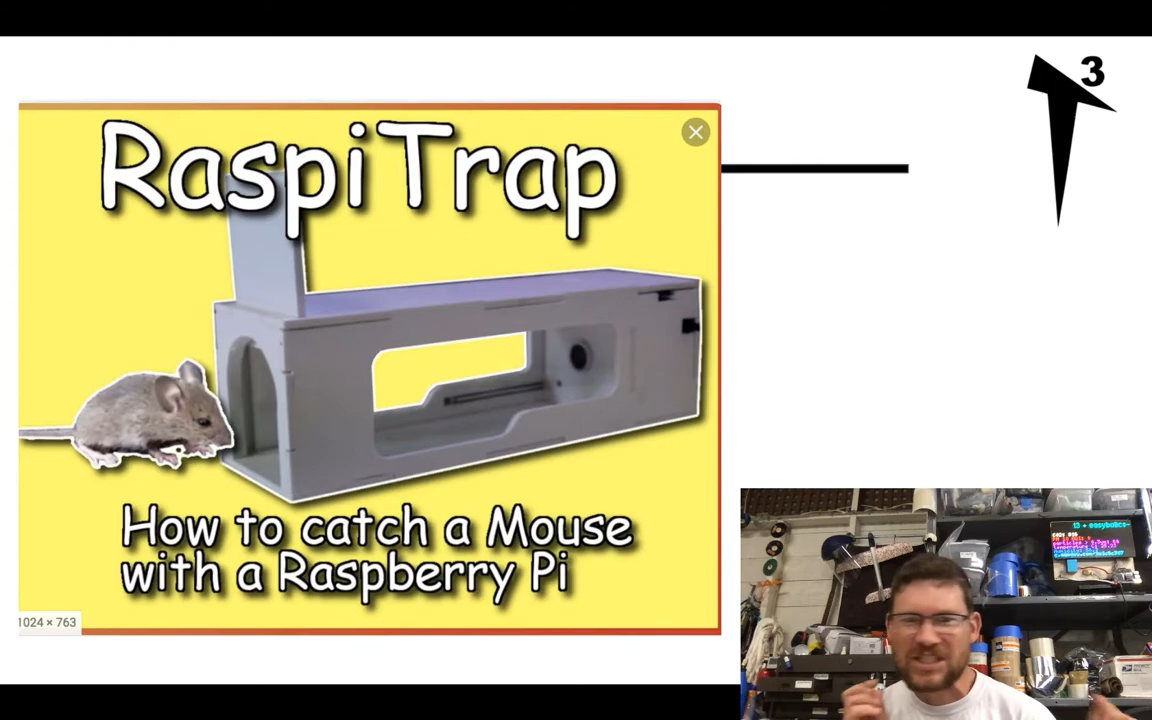 3
RaspiTrap
How to catch a Mouse
with a Raspberry Pi
1024 × 763